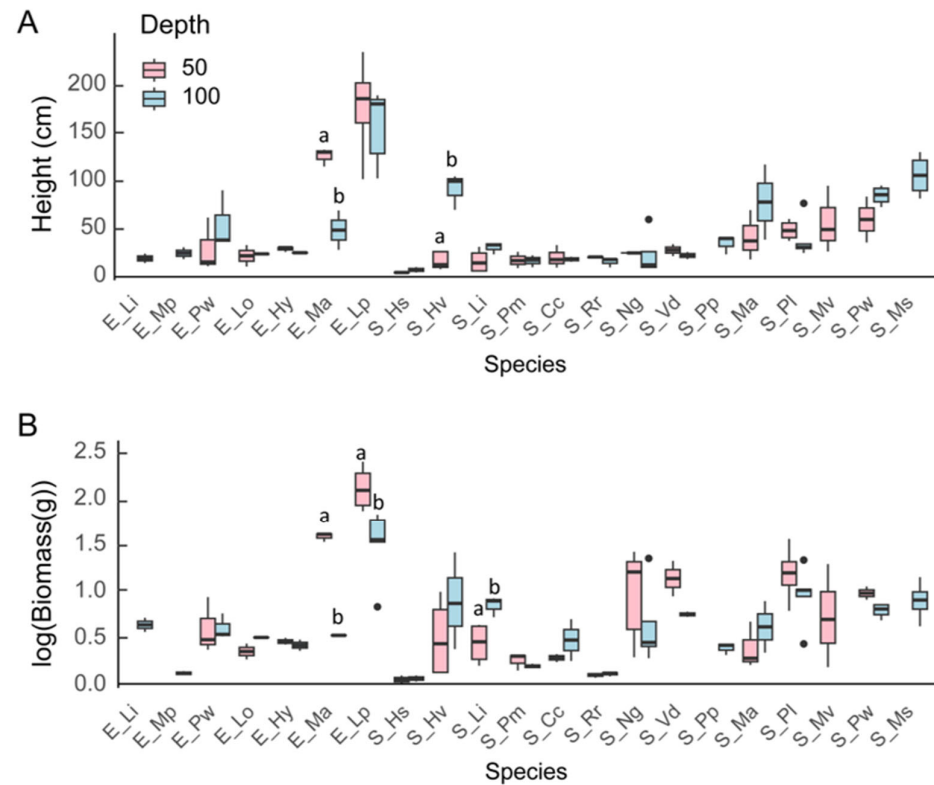 A
Depth
50
100
Height (cm)
200
150
100
50
0
a
b
a
b
E_Li
E_Mp
E_Pw
E_Lo
E_Hy
E_Ma
E_Lp
S_Hs
S_Hv
S_Li
S_Pm
S_Cc
S_Rr
S_Ng
S_Vd
S_Pp
S_Ma
S_Pl
S_Mv
S_Pw
S_Ms
Species
B
log(Biomass(g))
2.5
2.0
1.5
1.0
0.5
0.0
a
b
a
b
a
b
E_Li
E_Mp
E_Pw
E_Lo
E_Hy
E_Ma
E_Lp
S_Hs
S_Hv
S_Li
S_Pm
S_Cc
S_Rr
S_Ng
S_Vd
S_Pp
S_Ma
S_Pl
S_Mv
S_Pw
S_Ms
Species